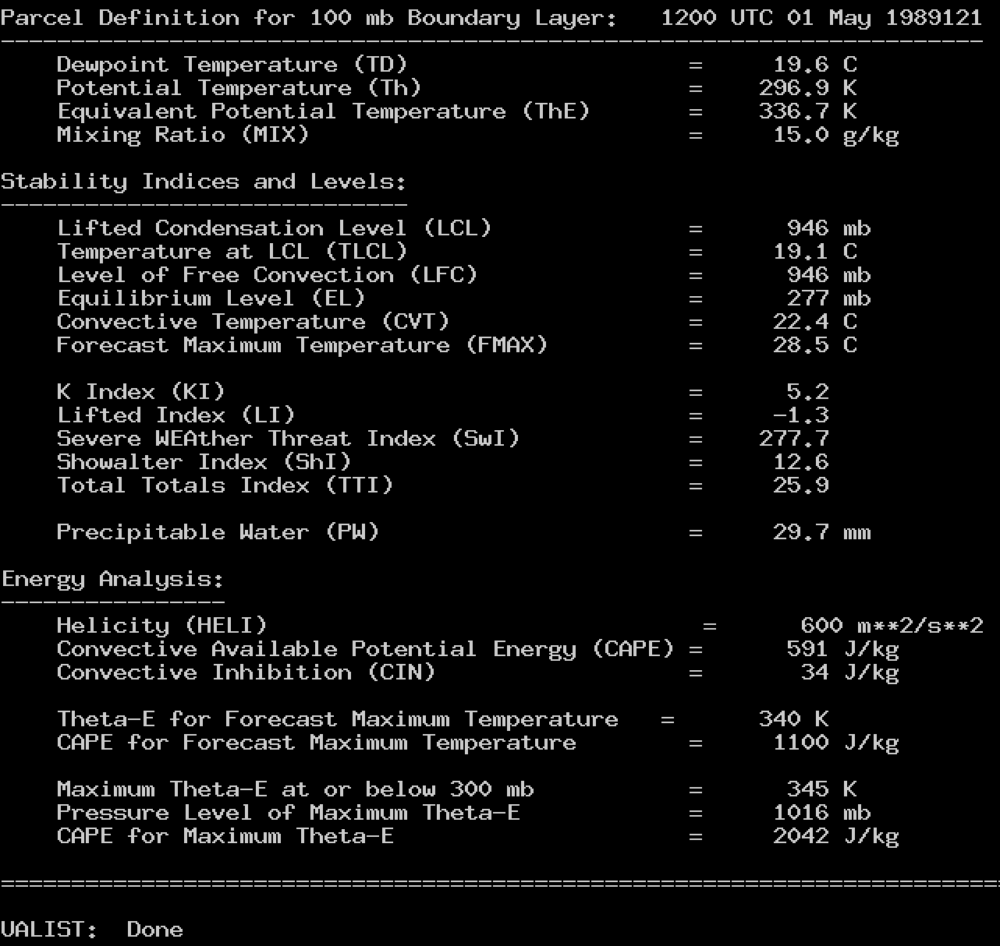 Parcel Definition for 100 mb Boundary Layer:   1200 UTC 01 May 1989121
----------------------------------------------------------------------
    Dewpoint Temperature (TD)                    =     19.6 C
    Potential Temperature (Th)                   =    296.9 K
    Equivalent Potential Temperature (ThE)       =    336.7 K
    Mixing Ratio (MIX)                           =     15.0 g/kg

Stability Indices and Levels:
-----------------------------
    Lifted Condensation Level (LCL)              =      946 mb
    Temperature at LCL (TLCL)                    =     19.1 C
    Level of Free Convection (LFC)               =      946 mb
    Equilibrium Level (EL)                       =      277 mb
    Convective Temperature (CVT)                 =     22.4 C
    Forecast Maximum Temperature (FMAX)          =     28.5 C

    K Index (KI)                                 =      5.2
    Lifted Index (LI)                            =     -1.3
    Severe WEAther Threat Index (SwI)            =    277.7
    Showalter Index (ShI)                        =     12.6
    Total Totals Index (TTI)                     =     25.9

    Precipitable Water (PW)                      =     29.7 mm

Energy Analysis:
----------------
    Helicity (HELI)                               =      600 m**2/s**2
    Convective Available Potential Energy (CAPE) =      591 J/kg
    Convective Inhibition (CIN)                  =       34 J/kg

    Theta-E for Forecast Maximum Temperature   =      340 K
    CAPE for Forecast Maximum Temperature        =     1100 J/kg

    Maximum Theta-E at or below 300 mb           =      345 K
    Pressure Level of Maximum Theta-E            =     1016 mb
    CAPE for Maximum Theta-E                     =     2042 J/kg

=======================================================================

UALIST:  Done